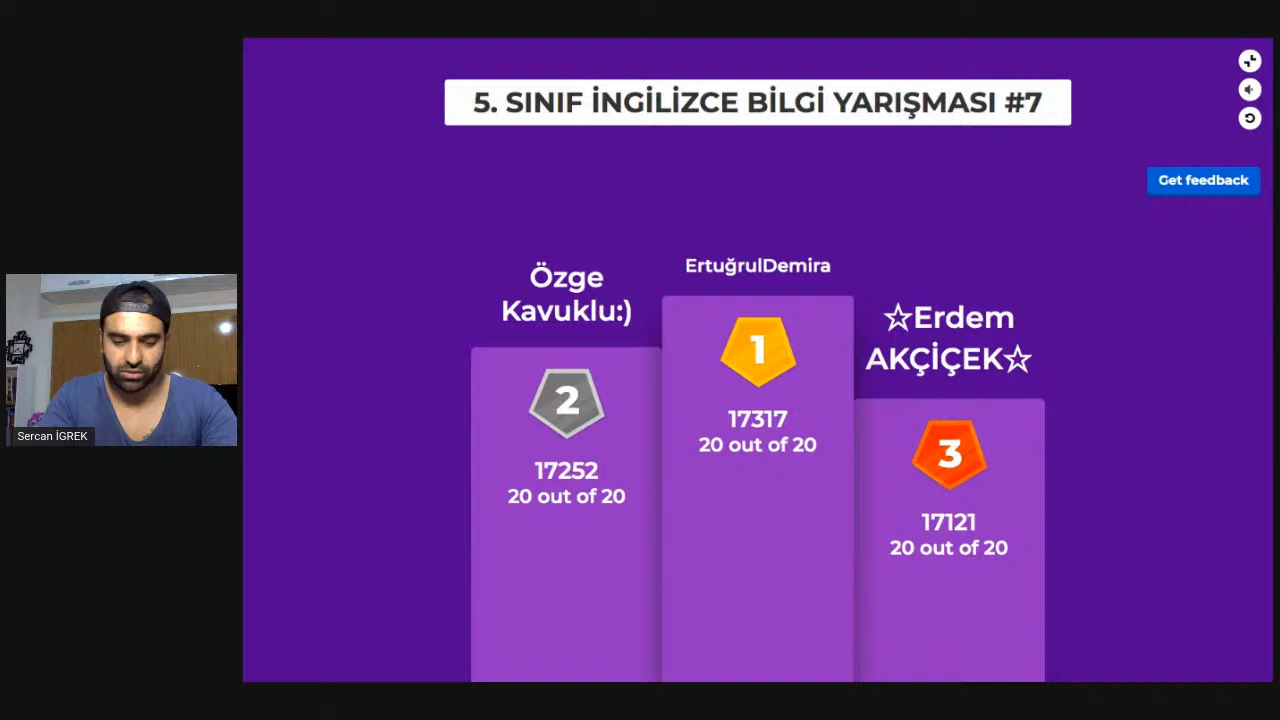 5. SINIF İNGİLİZCE BİLGİ YARIŞMASI #7
Get feedback
Özge
Kavuklu:)
2
17252
20 out of 20
ErtuğrulDemira
1
17317
20 out of 20
☆Erdem
AKÇİÇEK☆
3
17121
20 out of 20
Sercan İGREK